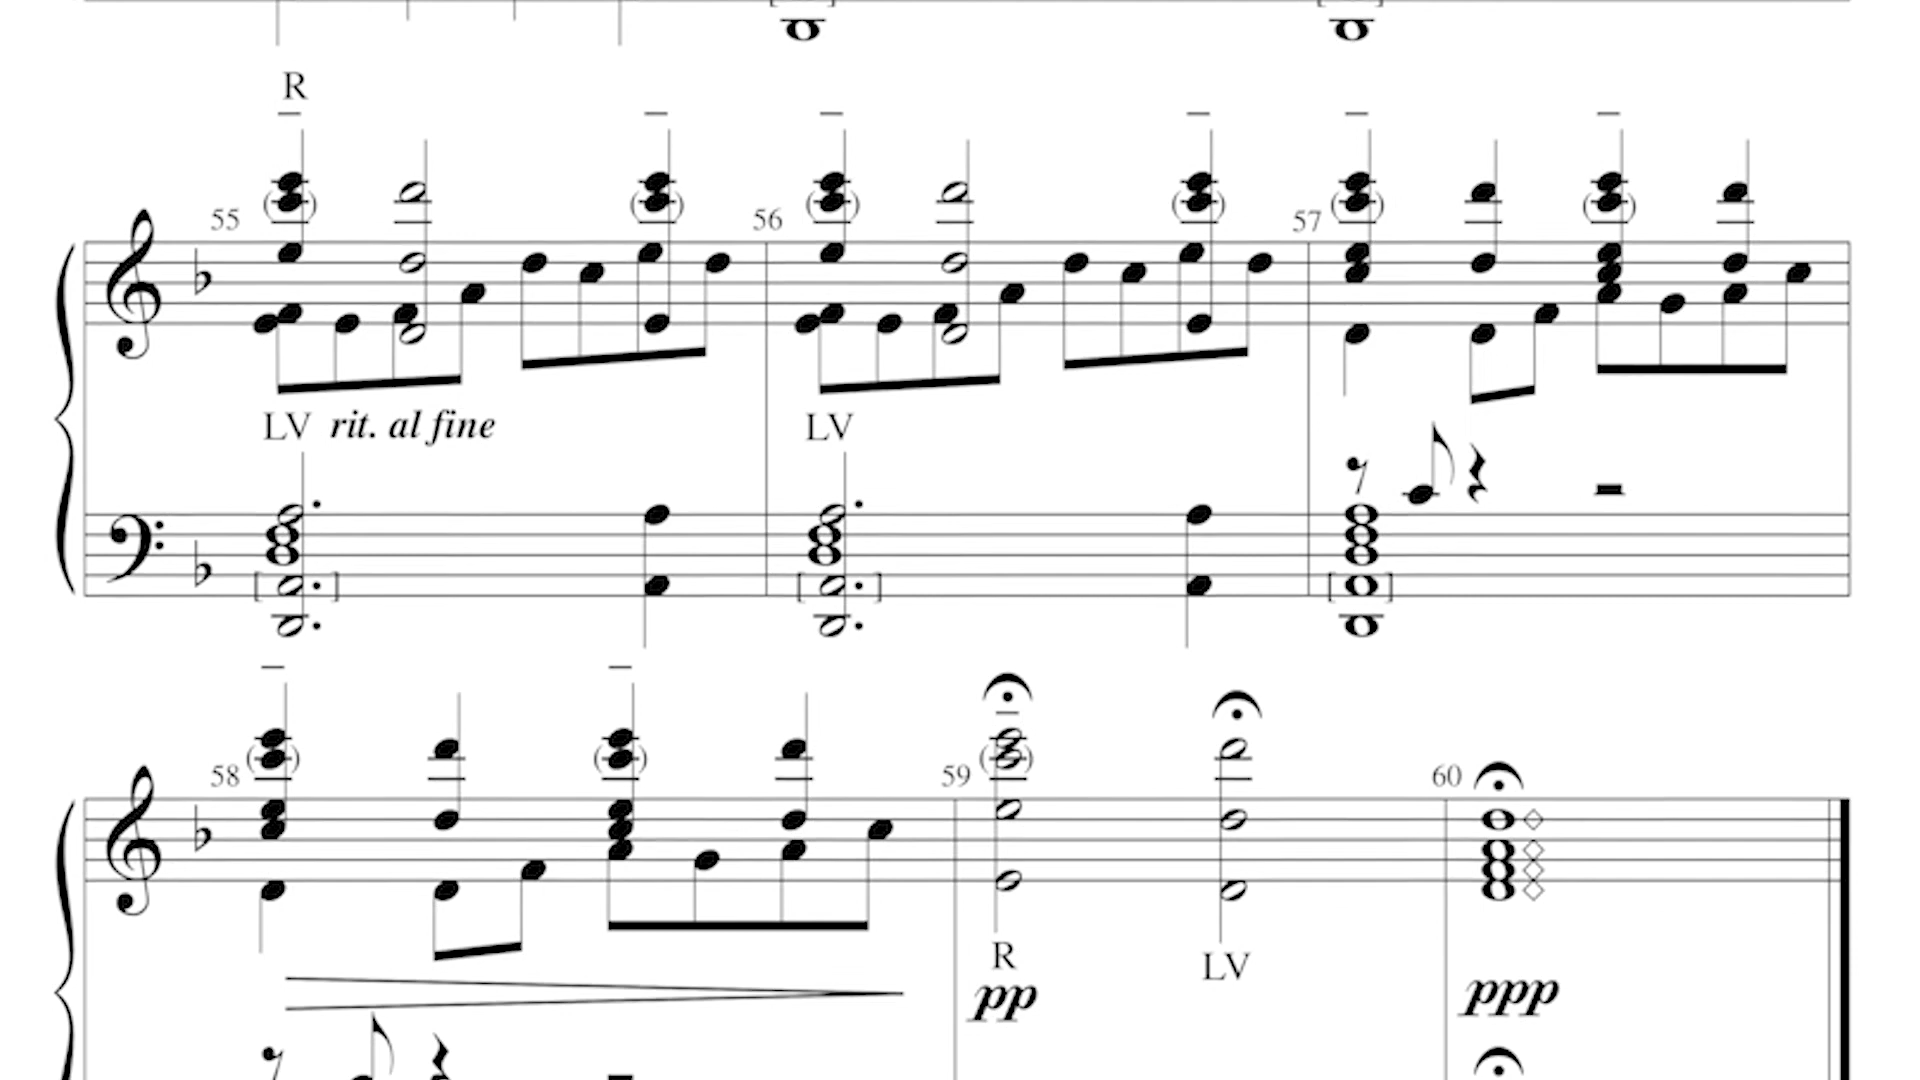 R
55 56 57
LV rit. al fine LV
58 59 60
R LV
pp ppp